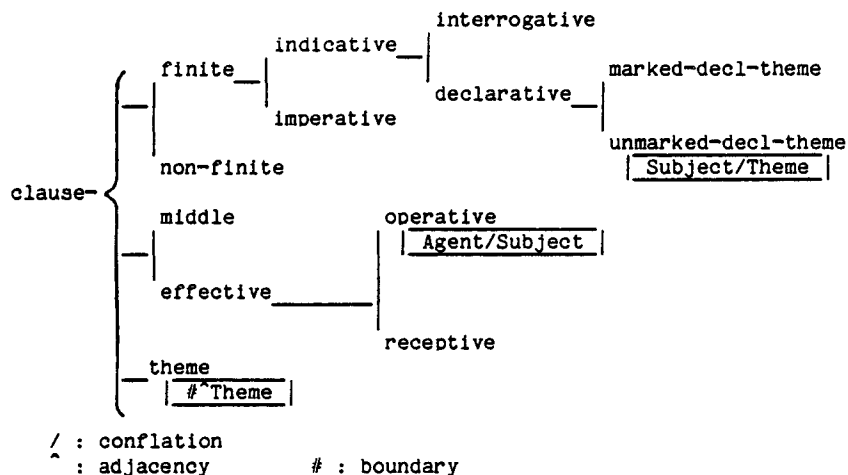 interrogative
indicative
finite
marked-decl-theme
declarative
imperative
unmarked-decl-theme
Subject/Theme
non-finite
clause
middle
operative
Agent/Subject
effective
receptive
theme
#^Theme
/ : conflation
^ : adjacency # : boundary